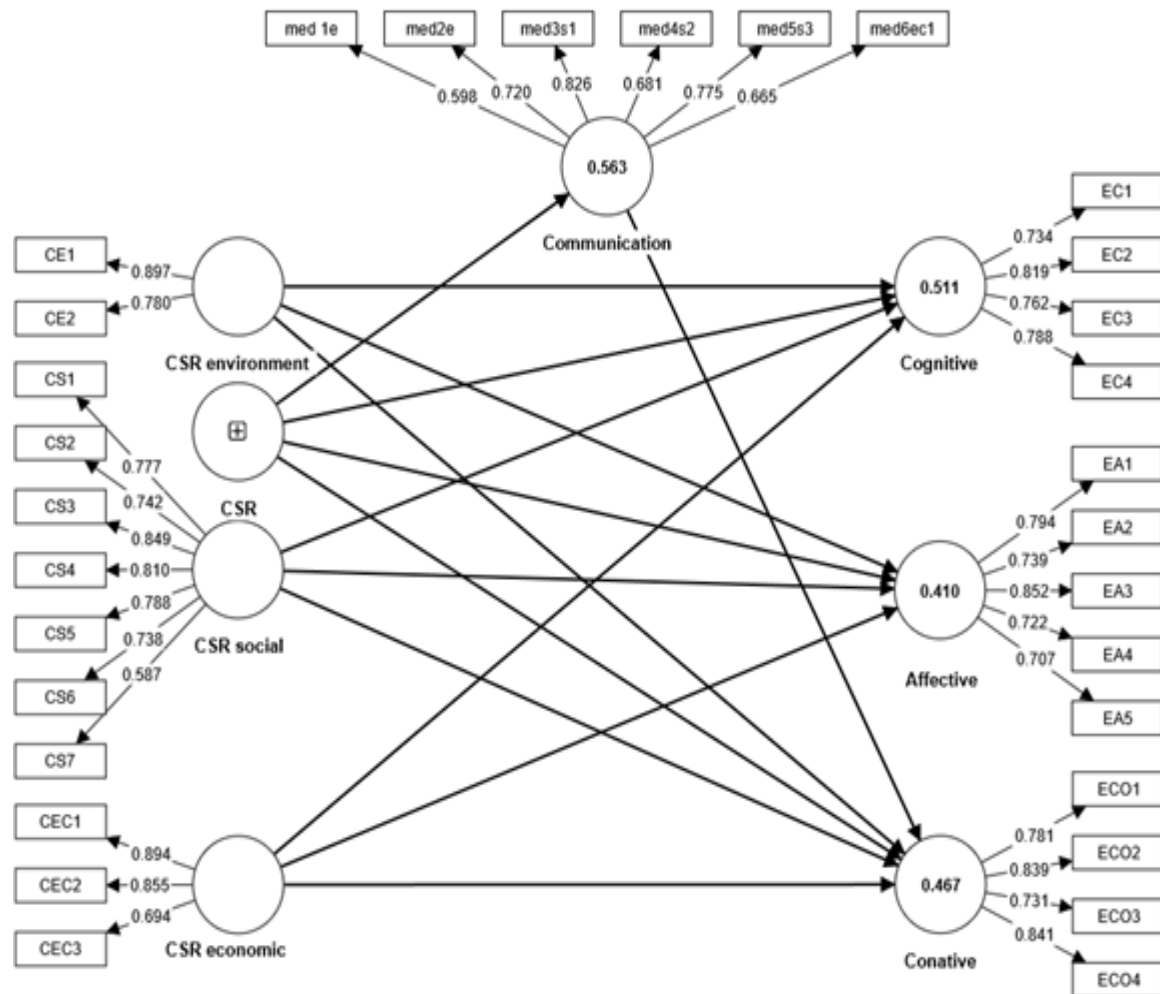 med 1e
med2e
med3s1
med4s2
med5s3
med6ec1
0.598
0.720
0.826
0.681
0.775
0.665
0.563
Communication
CE1
CE2
0.897
0.780
CSR environment
CSR
CS1
CS2
CS3
CS4
CS5
CS6
CS7
0.777
0.742
0.849
0.810
0.788
0.738
0.587
CSR social
CEC1
CEC2
CEC3
0.894
0.855
0.694
CSR economic
0.511
Cognitive
0.734
0.819
0.762
0.788
EC1
EC2
EC3
EC4
0.410
Affective
0.794
0.739
0.852
0.722
0.707
EA1
EA2
EA3
EA4
EA5
0.467
Conative
0.781
0.839
0.731
0.841
ECO1
ECO2
ECO3
ECO4